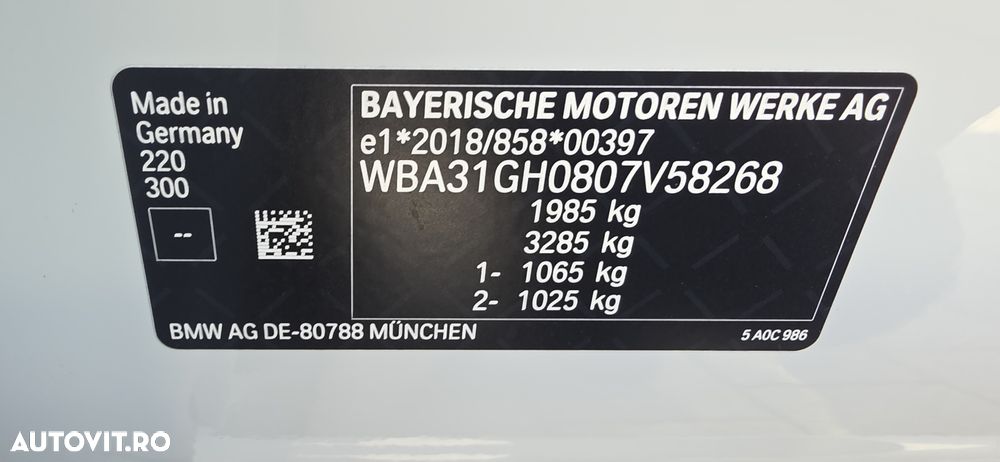 Made in
Germany
220
300
--
BAYERISCHE MOTOREN WERKE AG
e1*2018/858*00397
WBA31GH0807V58268
1985 kg
3285 kg
1- 1065 kg
2- 1025 kg
BMW AG DE-80788 MÜNCHEN
5 A0C 986
AUTOVIT.RO